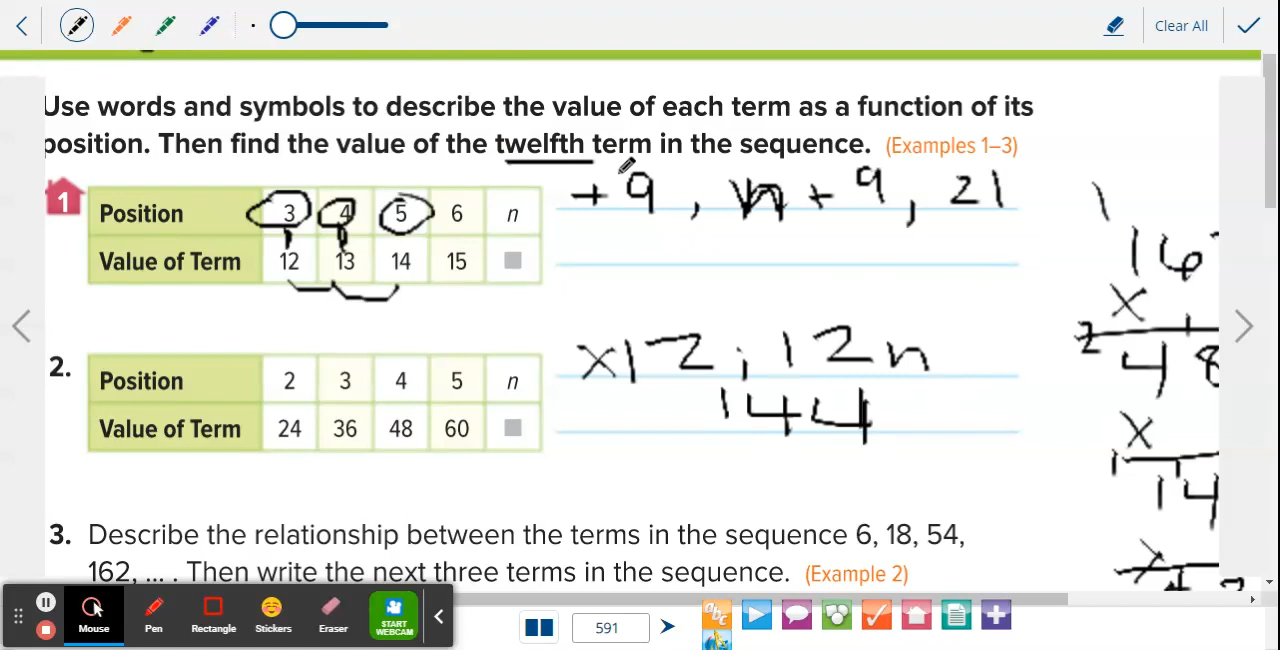 Clear All
Use words and symbols to describe the value of each term as a function of its
position. Then find the value of the twelfth term in the sequence. (Examples 1–3)
1
Position 3 4 5 6 n
Value of Term 12 13 14 15
+9, n+9, 21
2.
Position 2 3 4 5 n
Value of Term 24 36 48 60
x12, 12n
144
16
x
2
48
x
14
x
3. Describe the relationship between the terms in the sequence 6, 18, 54,
162, ... . Then write the next three terms in the sequence. (Example 2)
Mouse Pen Rectangle Stickers Eraser START WEBCAM
591
abc